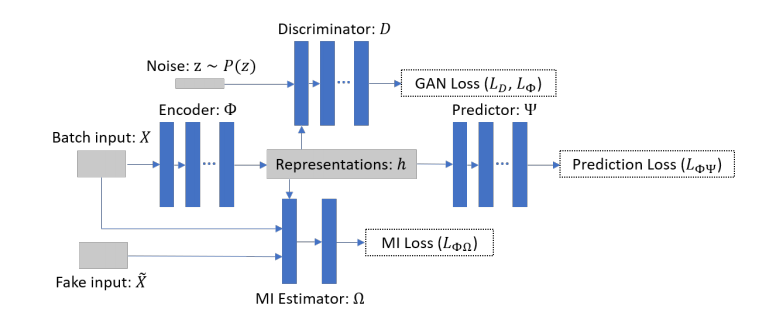 Discriminator: D
Noise: z ~ P(z)
GAN Loss (L_D, L_Φ)
Encoder: Φ
Predictor: Ψ
Batch input: X
...
Representations: h
Prediction Loss (L_ΦΨ)
MI Loss (L_ΦΩ)
Fake input: X̃
MI Estimator: Ω